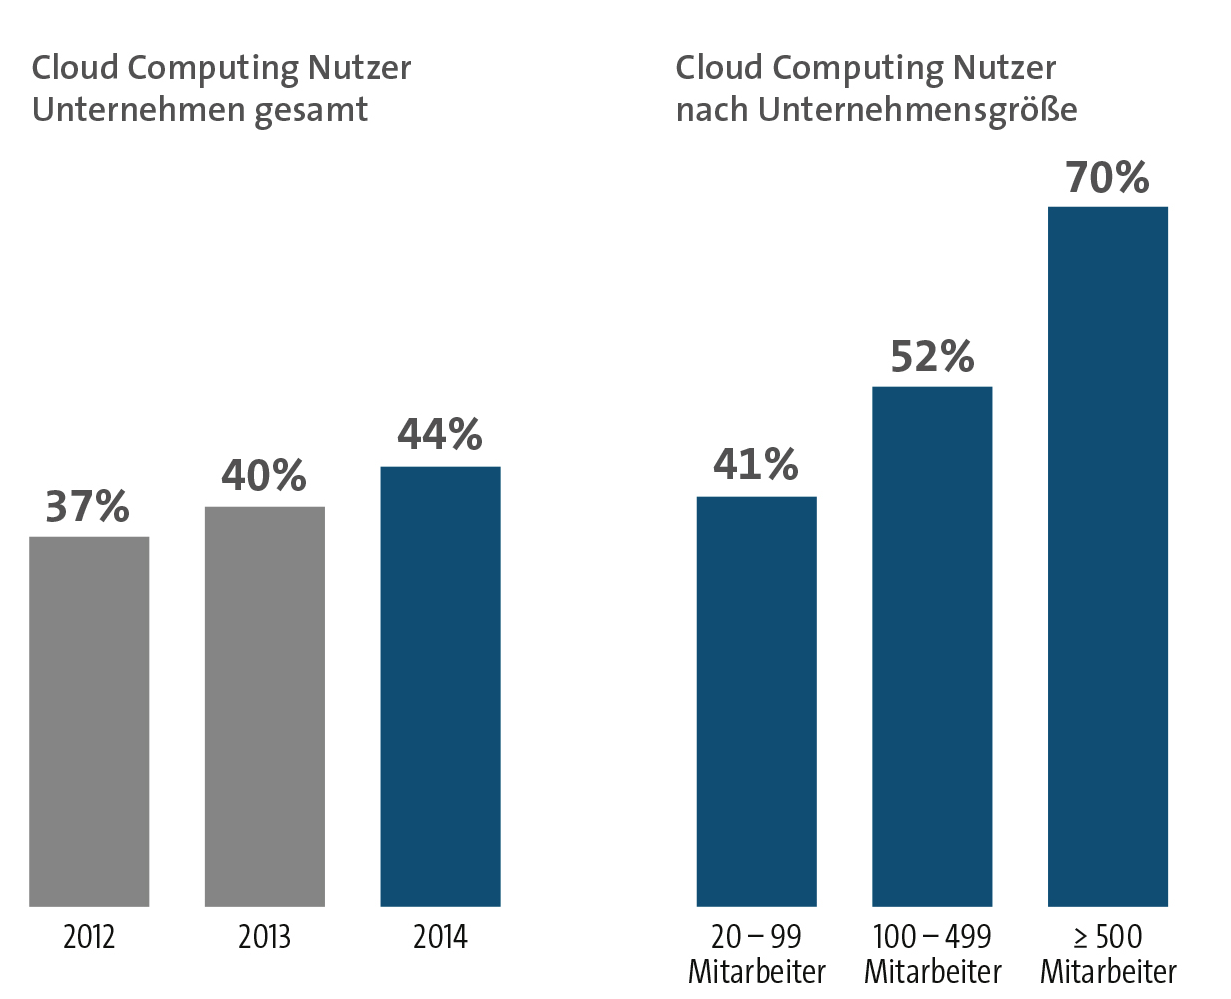 Cloud Computing Nutzer
Unternehmen gesamt
37%
40%
44%
2012
2013
2014
Cloud Computing Nutzer
nach Unternehmensgröße
41%
52%
70%
20 – 99
Mitarbeiter
100 – 499
Mitarbeiter
≥ 500
Mitarbeiter